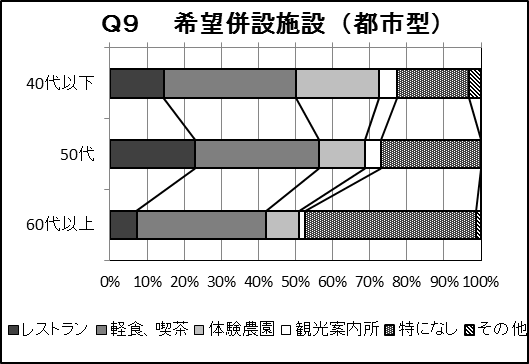 Q9 希望併設施設（都市型）
40代以下
50代
60代以上
0% 10% 20% 30% 40% 50% 60% 70% 80% 90% 100%
レストラン 軽食、喫茶 体験農園 観光案内所 特になし その他